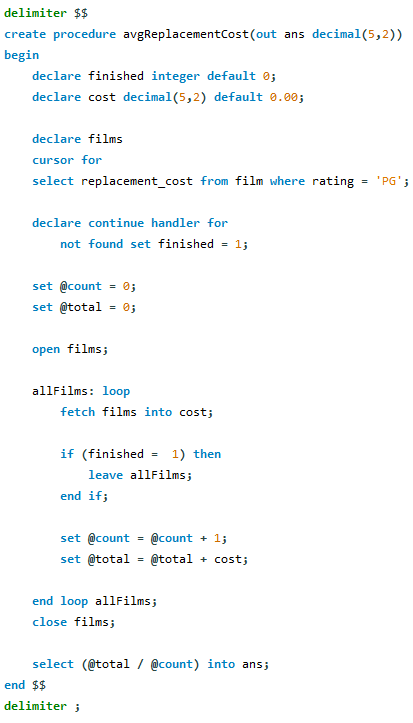 delimiter $$
create procedure avgReplacementCost(out ans decimal(5,2))
begin
    declare finished integer default 0;
    declare cost decimal(5,2) default 0.00;

    declare films
    cursor for
    select replacement_cost from film where rating = 'PG';

    declare continue handler for
        not found set finished = 1;

    set @count = 0;
    set @total = 0;

    open films;

    allFilms: loop
        fetch films into cost;

        if (finished =  1) then
            leave allFilms;
        end if;

        set @count = @count + 1;
        set @total = @total + cost;

    end loop allFilms;
    close films;

    select (@total / @count) into ans;
end $$
delimiter ;